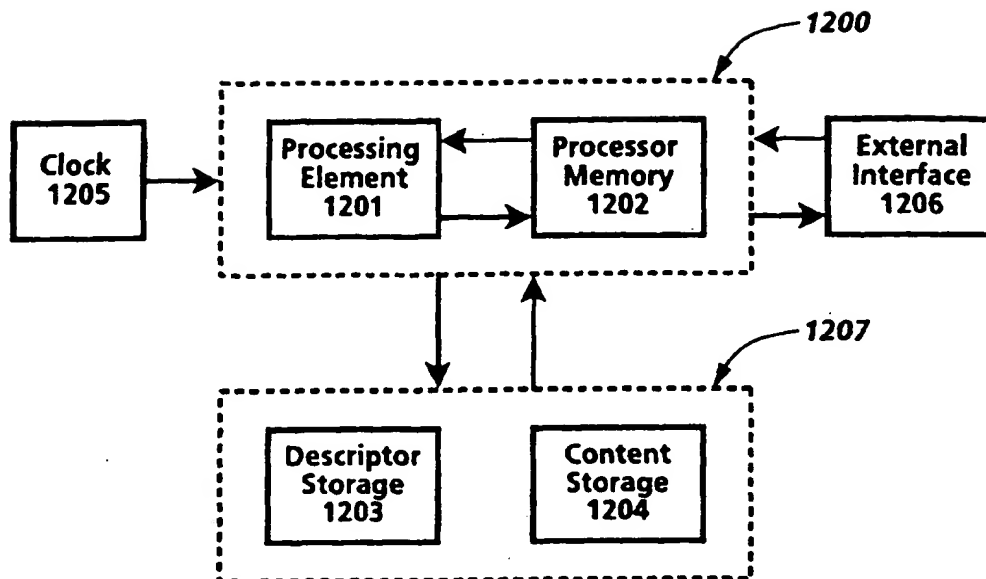 1200
Clock
1205
Processing
Element
1201
Processor
Memory
1202
External
Interface
1206
1207
Descriptor
Storage
1203
Content
Storage
1204